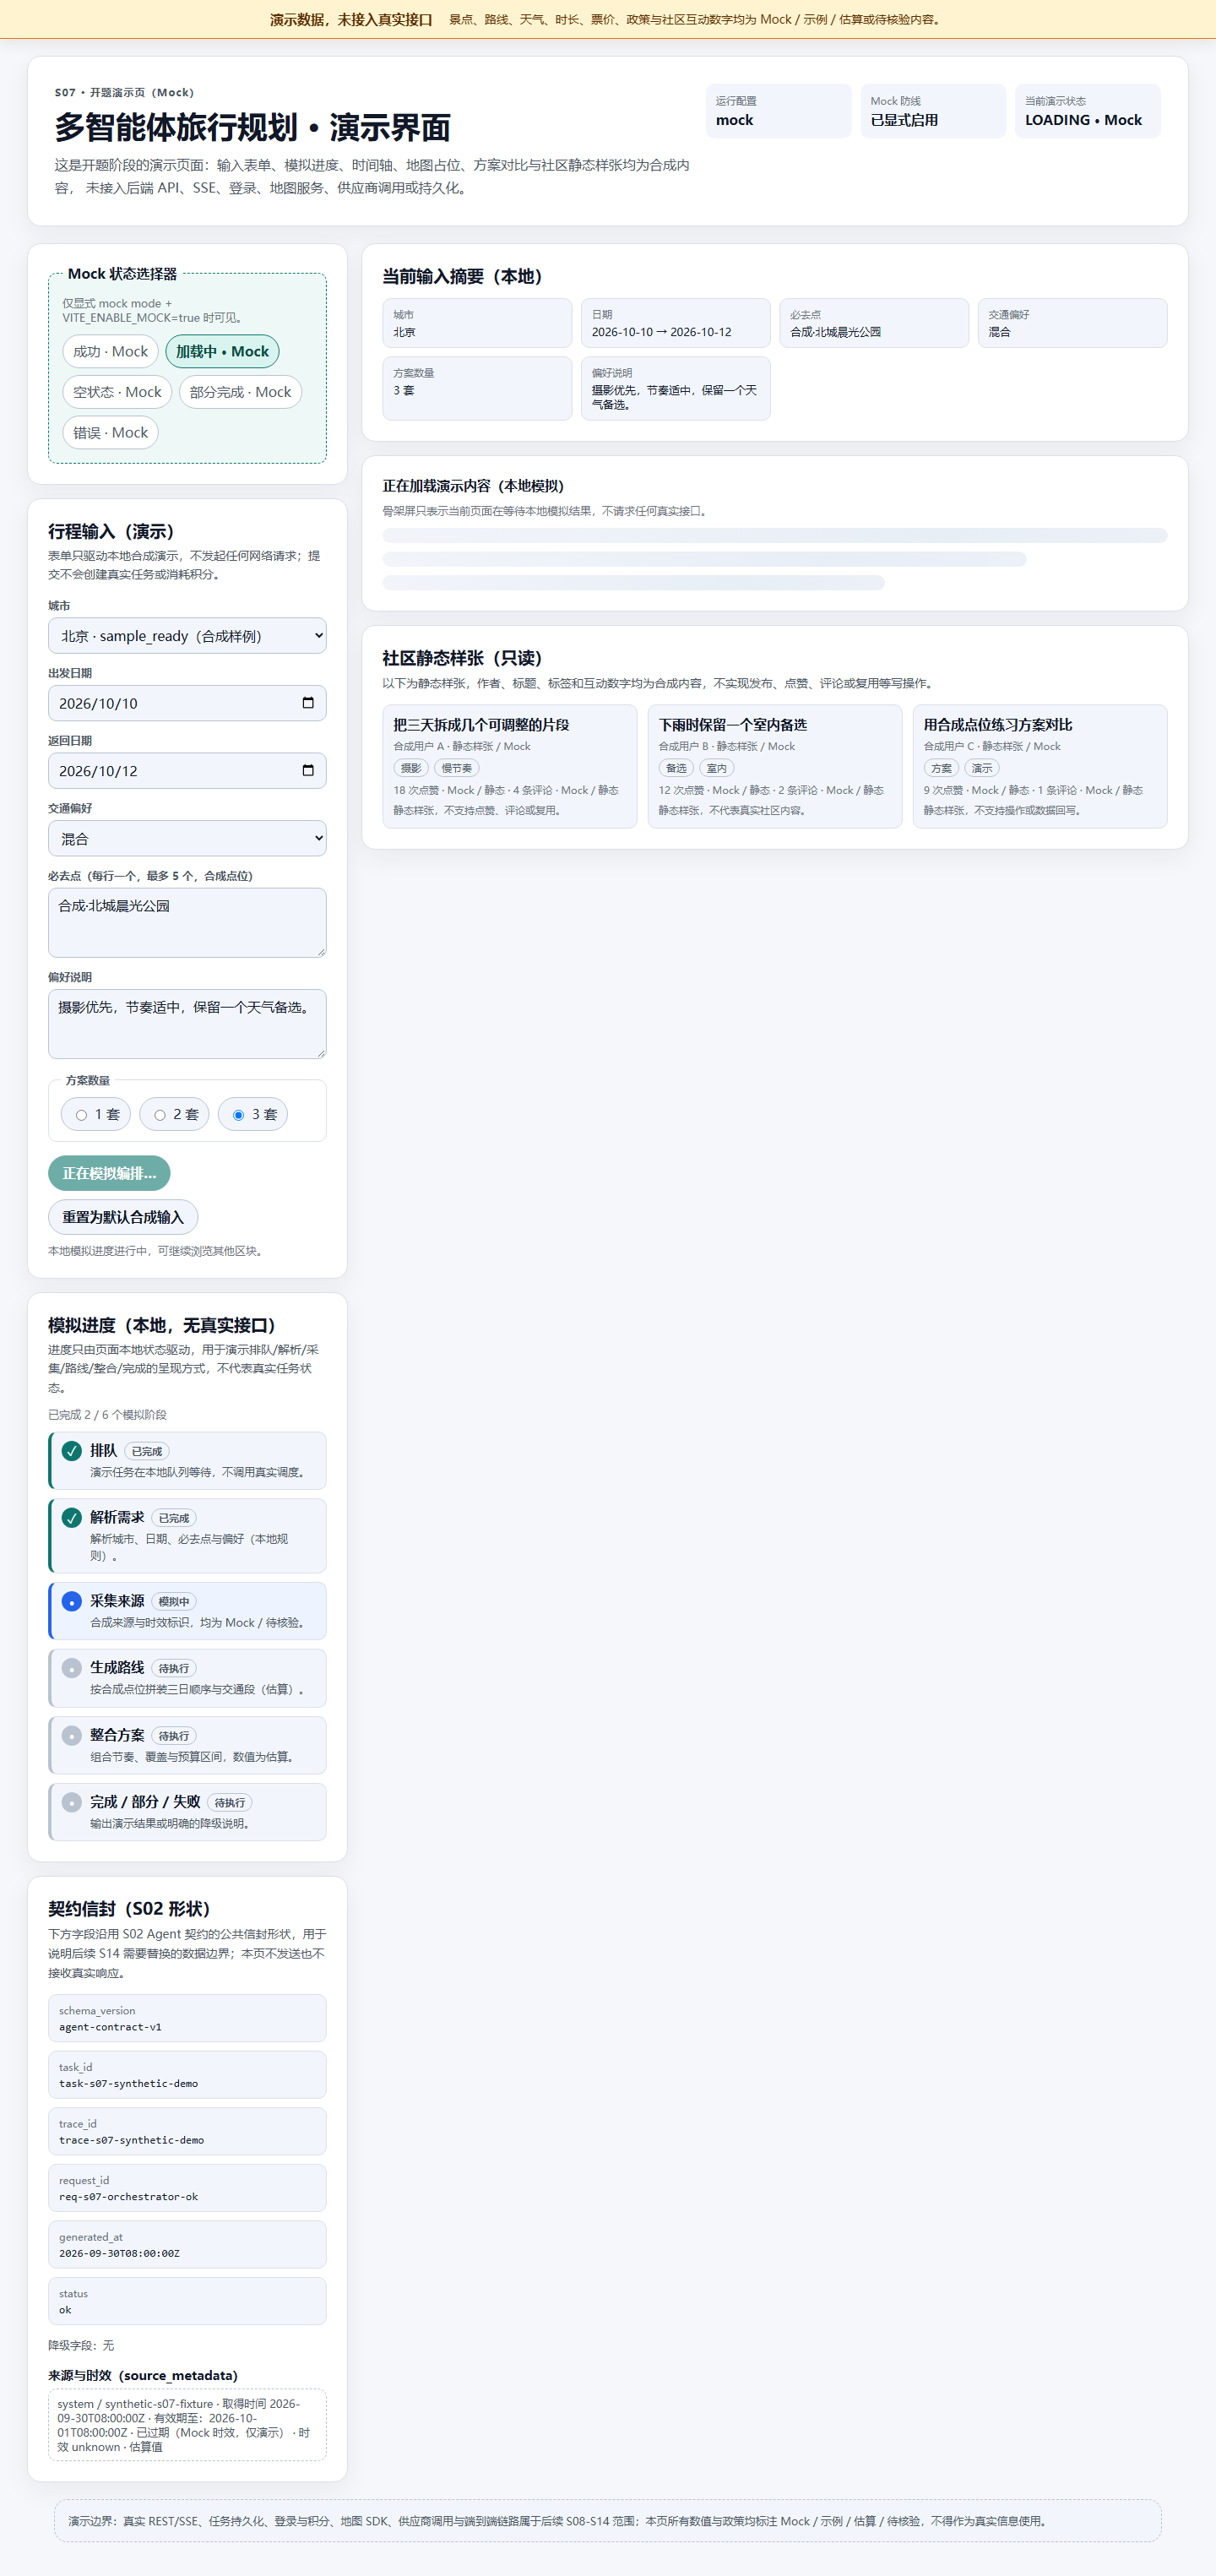 演示数据，未接入真实接口 景点、路线、天气、时长、票价、政策与社区互动数字均为 Mock / 示例 / 估算或待核验内容。
S07 • 开题演示页（Mock）
多智能体旅行规划 • 演示界面
这是开题阶段的演示页面：输入表单、模拟进度、时间轴、地图占位、方案对比与社区静态样张均为合成内
容， 未接入后端 API、SSE、登录、地图服务、供应商调用或持久化。
运行配置
mock
Mock 防线
已显式启用
当前演示状态
LOADING • Mock
Mock 状态选择器
仅显式 mock mode +
VITE_ENABLE_MOCK=true 时可见。
成功 · Mock
加载中 • Mock
空状态 · Mock
部分完成 · Mock
错误 · Mock
行程输入（演示）
表单只驱动本地合成演示，不发起任何网络请求；提
交不会创建真实任务或消耗积分。
城市
北京 · sample_ready（合成样例）
出发日期
2026/10/10
返回日期
2026/10/12
交通偏好
混合
必去点（每行一个，最多 5 个，合成点位）
合成·北城晨光公园
偏好说明
摄影优先，节奏适中，保留一个天气备选。
方案数量
1 套
2 套
3 套
正在模拟编排…
重置为默认合成输入
本地模拟进度进行中，可继续浏览其他区块。
模拟进度（本地，无真实接口）
进度只由页面本地状态驱动，用于演示排队/解析/采
集/路线/整合/完成的呈现方式，不代表真实任务状
态。
已完成 2 / 6 个模拟阶段
✓ 排队 已完成
演示任务在本地队列等待，不调用真实调度。
✓ 解析需求 已完成
解析城市、日期、必去点与偏好（本地规
则）。
• 采集来源 模拟中
合成来源与时效标识，均为 Mock / 待核验。
• 生成路线 待执行
按合成点位拼装三日顺序与交通段（估算）。
• 整合方案 待执行
组合节奏、覆盖与预算区间，数值为估算。
• 完成 / 部分 / 失败 待执行
输出演示结果或明确的降级说明。
契约信封（S02 形状）
下方字段沿用 S02 Agent 契约的公共信封形状，用于
说明后续 S14 需要替换的数据边界；本页不发送也不
接收真实响应。
schema_version
agent-contract-v1
task_id
task-s07-synthetic-demo
trace_id
trace-s07-synthetic-demo
request_id
req-s07-orchestrator-ok
generated_at
2026-09-30T08:00:00Z
status
ok
降级字段：无
来源与时效（source_metadata）
system / synthetic-s07-fixture · 取得时间 2026-
09-30T08:00:00Z · 有效期至：2026-10-
01T08:00:00Z · 已过期（Mock 时效，仅演示） · 时
效 unknown · 估算值
当前输入摘要（本地）
城市
北京
日期
2026-10-10 → 2026-10-12
必去点
合成·北城晨光公园
交通偏好
混合
方案数量
3 套
偏好说明
摄影优先，节奏适中，保留一个天
气备选。
正在加载演示内容（本地模拟）
骨架屏只表示当前页面在等待本地模拟结果，不请求任何真实接口。
社区静态样张（只读）
以下为静态样张，作者、标题、标签和互动数字均为合成内容，不实现发布、点赞、评论或复用等写操作。
把三天拆成几个可调整的片段
合成用户 A · 静态样张 / Mock
摄影 慢节奏
18 次点赞 · Mock / 静态 · 4 条评论 · Mock / 静态
静态样张，不支持点赞、评论或复用。
下雨时保留一个室内备选
合成用户 B · 静态样张 / Mock
备选 室内
12 次点赞 · Mock / 静态 · 2 条评论 · Mock / 静态
静态样张，不代表真实社区内容。
用合成点位练习方案对比
合成用户 C · 静态样张 / Mock
方案 演示
9 次点赞 · Mock / 静态 · 1 条评论 · Mock / 静态
静态样张，不支持操作或数据回写。
演示边界：真实 REST/SSE、任务持久化、登录与积分、地图 SDK、供应商调用与端到端链路属于后续 S08-S14 范围；本页所有数值与政策均标注 Mock / 示例 / 估算 / 待核验，不得作为真实信息使用。